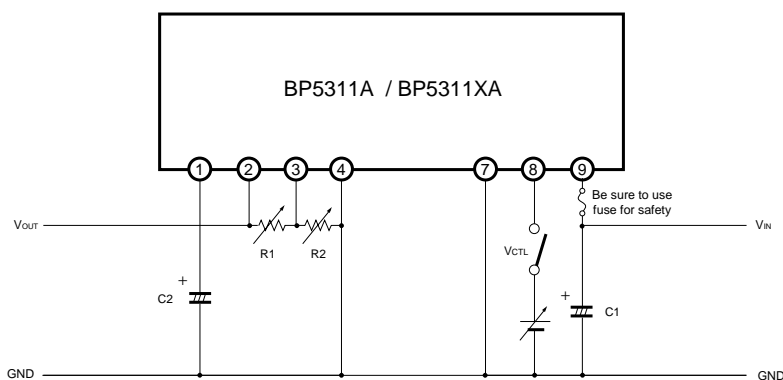 BP5311A / BP5311XA
1 2 3 4 7 8 9
Be sure to use
fuse for safety
VOUT
VIN
R1 R2
VCTL
+
C2
+
C1
GND
GND